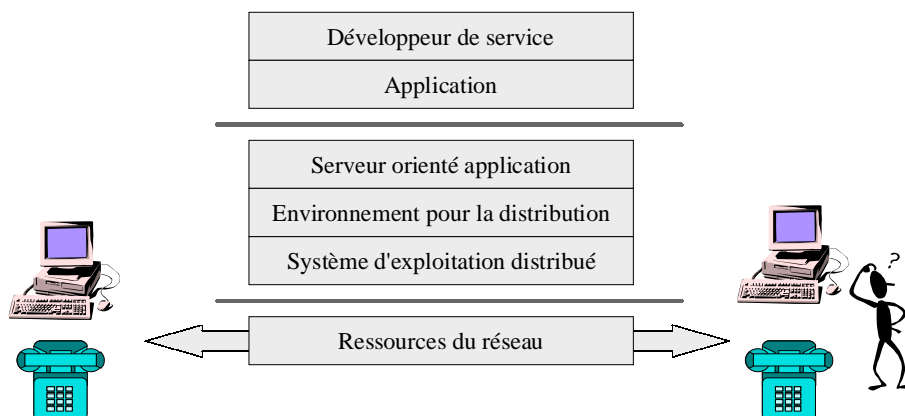 Développeur de service
Application
Serveur orienté application
Environnement pour la distribution
Système d'exploitation distribué
?
Ressources du réseau